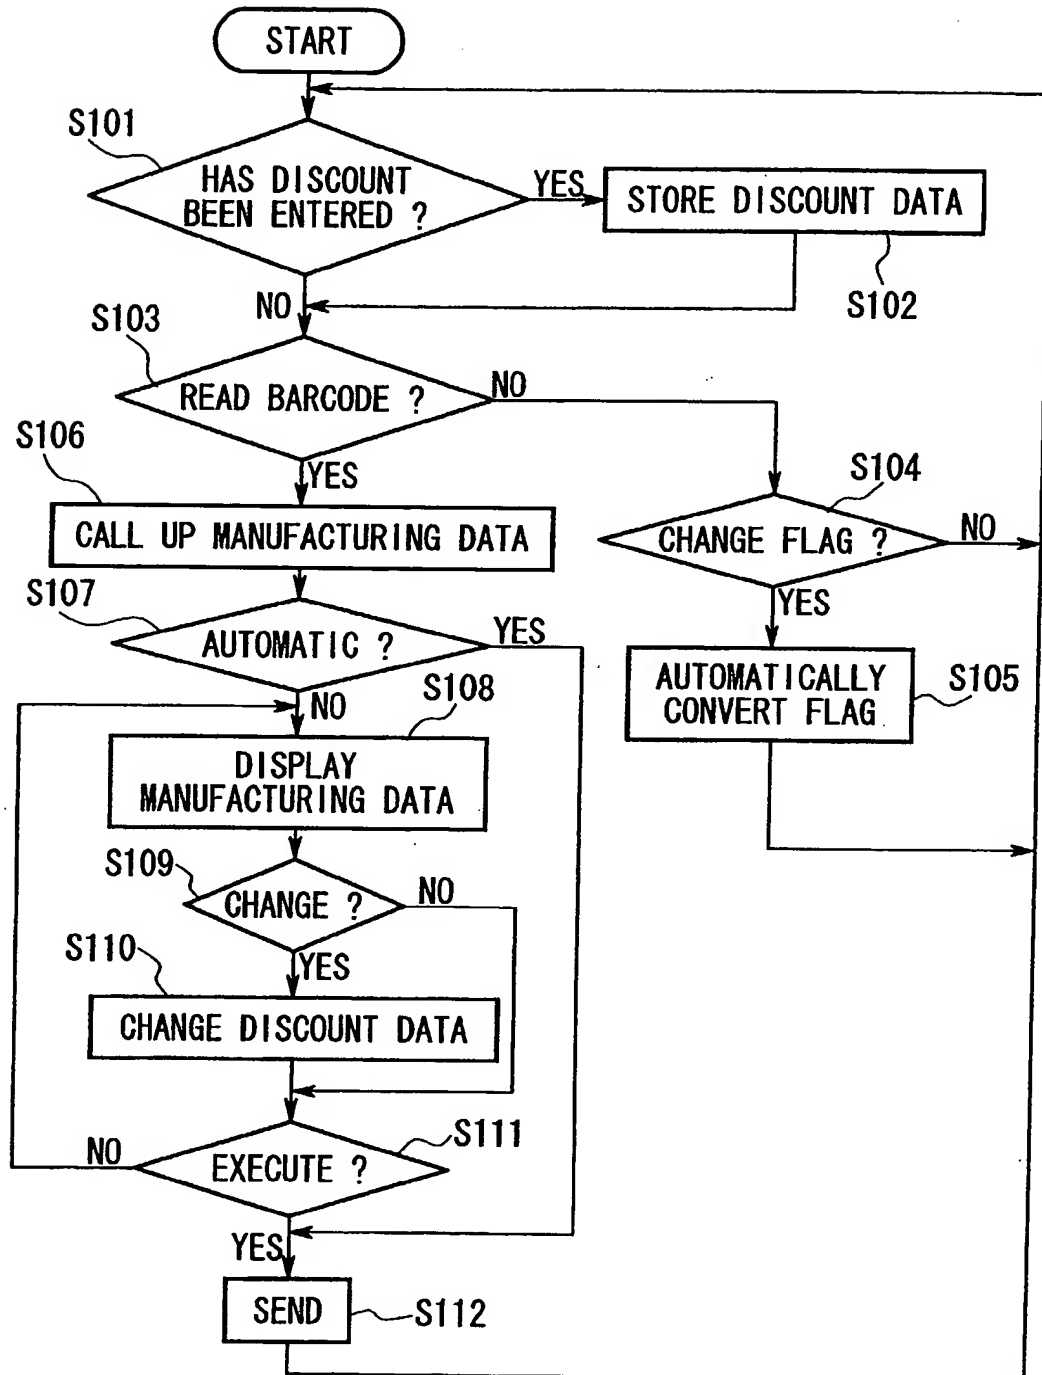 START
S101
HAS DISCOUNT
BEEN ENTERED ?
YES
STORE DISCOUNT DATA
S102
NO
S103
READ BARCODE ?
NO
S106
YES
S104
CALL UP MANUFACTURING DATA
CHANGE FLAG ?
NO
S107
YES
AUTOMATIC ?
YES
S108
NO
AUTOMATICALLY
CONVERT FLAG
S105
DISPLAY
MANUFACTURING DATA
S109
CHANGE ?
NO
S110
YES
CHANGE DISCOUNT DATA
S111
NO
EXECUTE ?
YES
SEND
S112